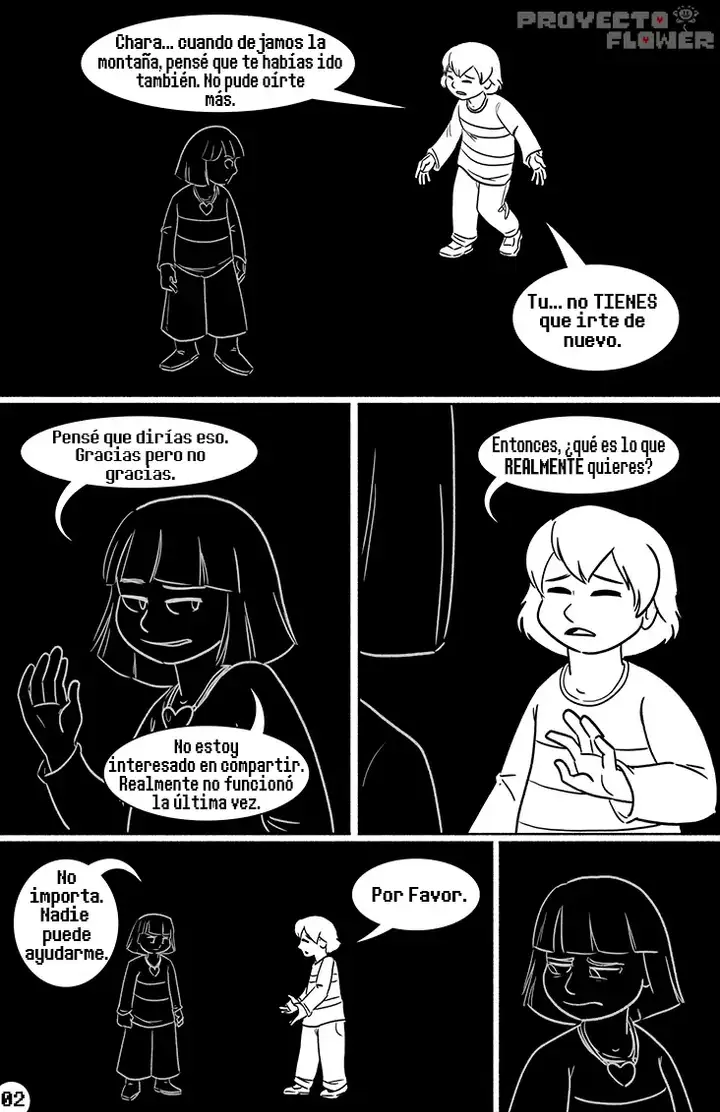 PROYECTO
FLOWER
Chara... cuando dejamos la
montaña, pensé que te habías ido
también. No pude oírte
más.
Tu... no TIENES
que irte de
nuevo.
Pensé que dirías eso.
Gracias pero no
gracias.
No estoy
interesado en compartir.
Realmente no funcionó
la última vez.
Entonces, ¿qué es lo que
REALMENTE quieres?
No
importa.
Nadie
puede
ayudarme.
Por Favor.
02